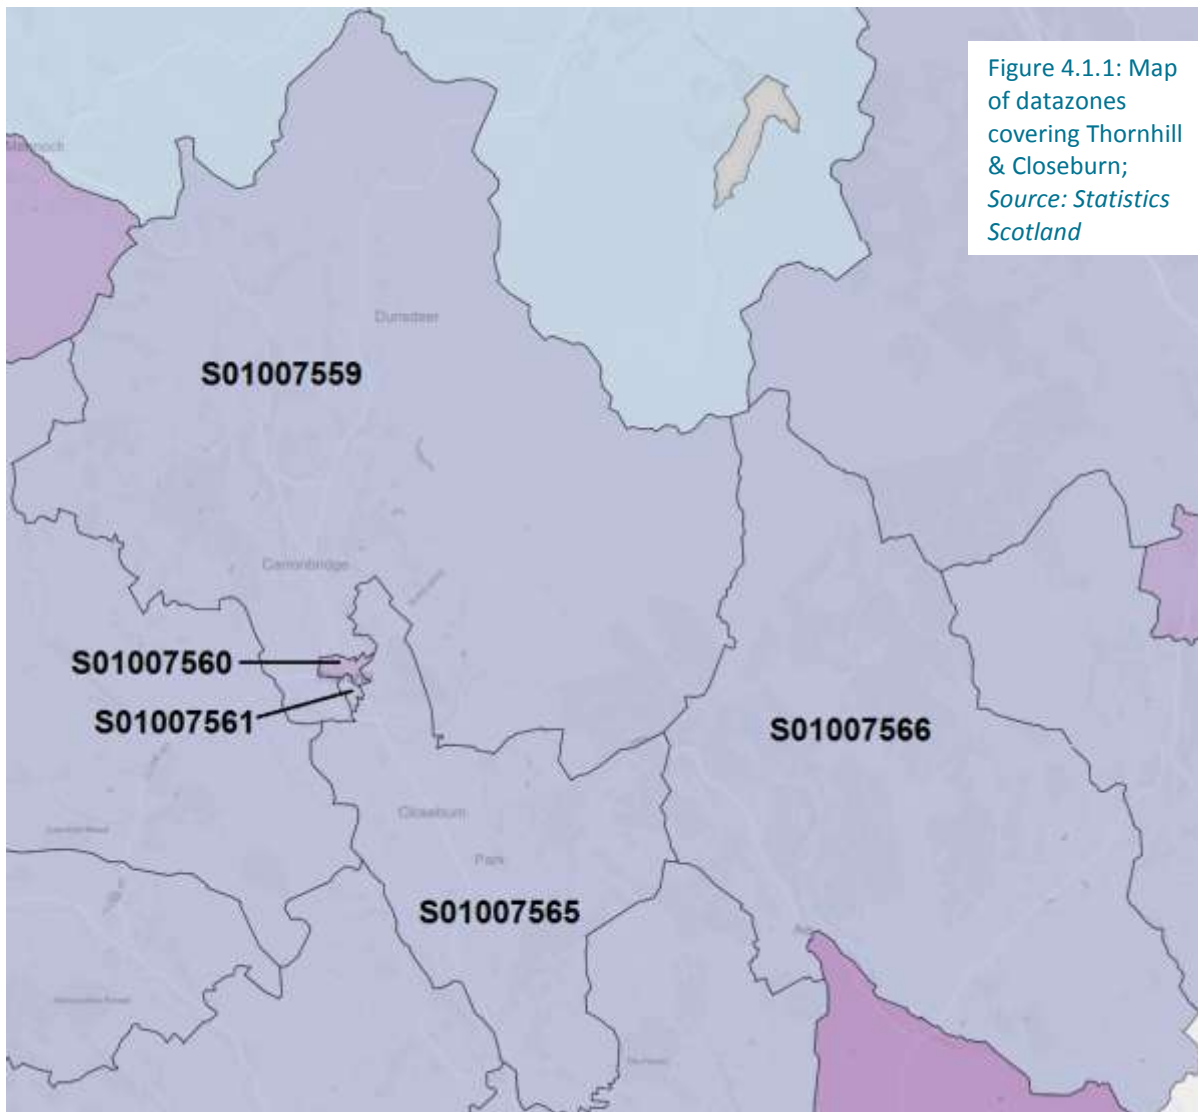 Figure 4.1.1: Map
of datazones
covering Thornhill
& Closeburn;
Source: Statistics
Scotland
Durisdeer
S01007559
Carronbridge
S01007560
S01007561
S01007566
Closeburn
Park
S01007565